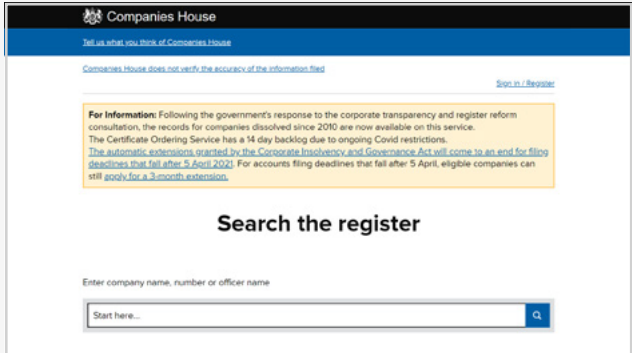 Companies House
Tell us what you think of Companies House
Companies House does not verify the accuracy of the information filed
Sign in / Register
For Information: Following the government's response to the corporate transparency and register reform
consultation, the records for companies dissolved since 2010 are now available on this service.
The Certificate Ordering Service has a 14 day backlog due to ongoing Covid restrictions.
The automatic extensions granted by the Corporate Insolvency and Governance Act will come to an end for filing
deadlines that fall after 5 April 2021. For accounts filing deadlines that fall after 5 April, eligible companies can
still apply for a 3-month extension.
Search the register
Enter company name, number or officer name
Start here...